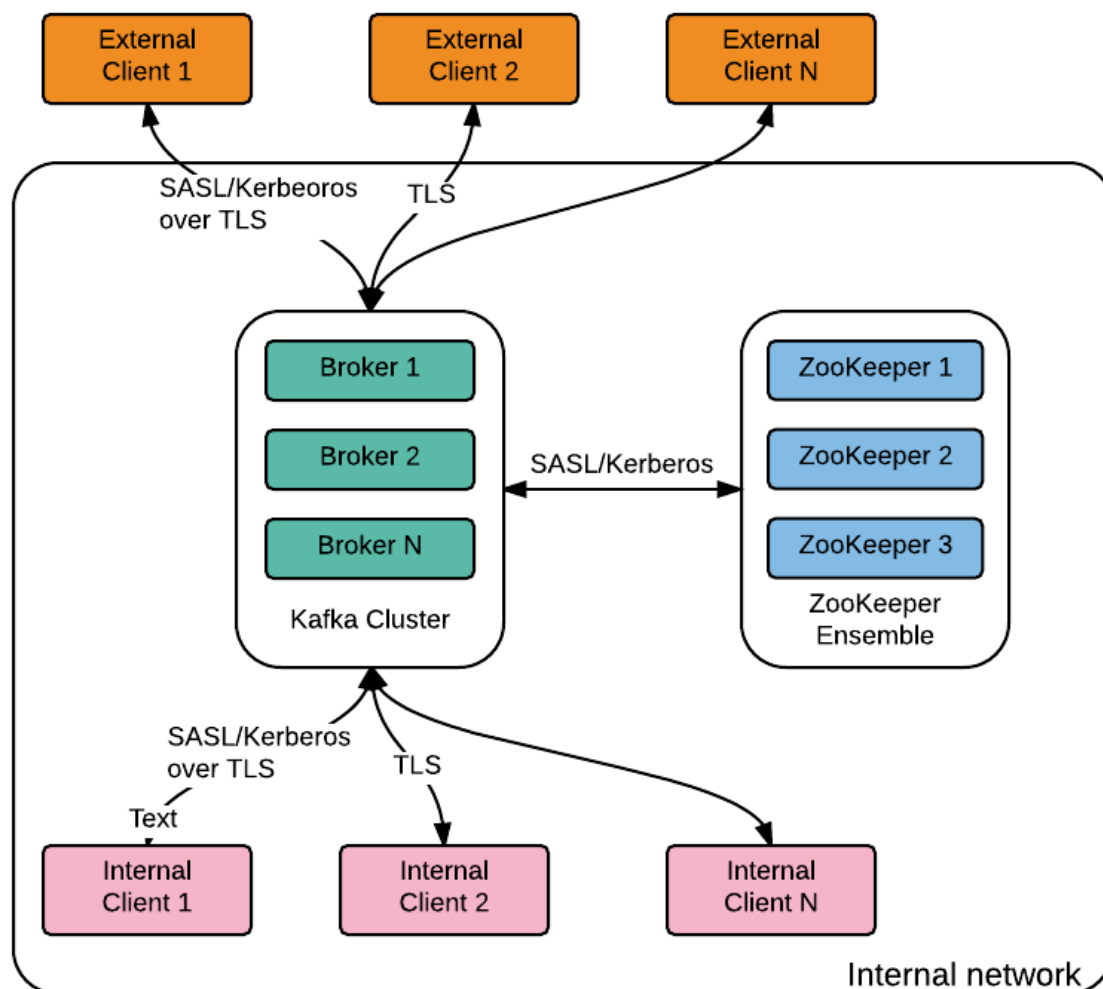 External
Client 1
External
Client 2
External
Client N
SASL/Kerbeoros
over TLS
TLS
Broker 1
Broker 2
Broker N
Kafka Cluster
SASL/Kerberos
ZooKeeper 1
ZooKeeper 2
ZooKeeper 3
ZooKeeper
Ensemble
SASL/Kerberos
over TLS
TLS
Text
Internal
Client 1
Internal
Client 2
Internal
Client N
Internal network